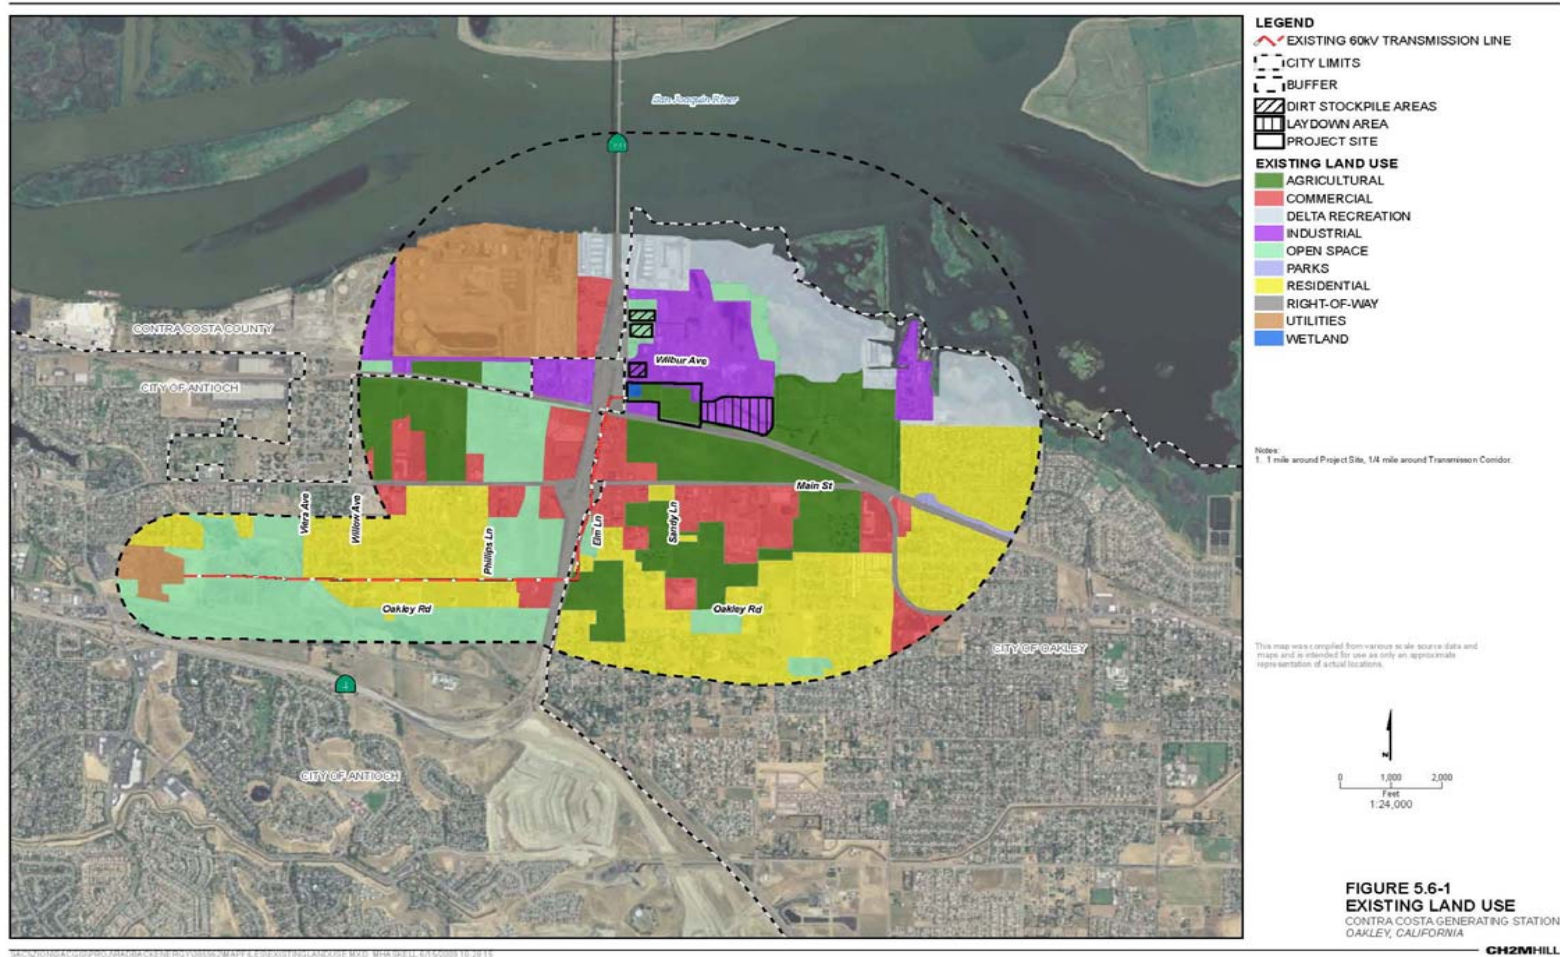 San Joaquin River
CONTRA COSTA COUNTY
CITY OF ANTIOCH
Wilbur Ave
Main St
Viera Ave
Willow Ave
Phillips Ln
Elm Ln
Sandy Ln
Oakley Rd
Oakley Rd
CITY OF OAKLEY
4
CITY OF ANTIOCH
LEGEND
EXISTING 60kV TRANSMISSION LINE
CITY LIMITS
BUFFER
DIRT STOCKPILE AREAS
LAYDOWN AREA
PROJECT SITE
EXISTING LAND USE
AGRICULTURAL
COMMERCIAL
DELTA RECREATION
INDUSTRIAL
OPEN SPACE
PARKS
RESIDENTIAL
RIGHT-OF-WAY
UTILITIES
WETLAND
Notes:
1. 1 mile around Project Site, 1/4 mile around Transmisson Corridor.
This map was compiled from various scale source data and
maps and is intended for use as only an approximate
representation of actual locations.
N
0 1,000 2,000
Feet
1:24,000
FIGURE 5.6-1
EXISTING LAND USE
CONTRA COSTA GENERATING STATION
OAKLEY, CALIFORNIA
CH2MHILL